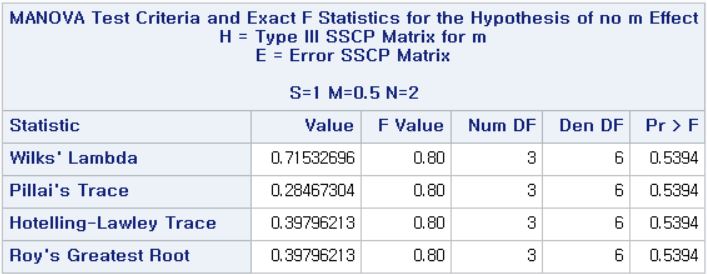 MANOVA Test Criteria and Exact F Statistics for the Hypothesis of no m Effect
H = Type III SSCP Matrix for m
E = Error SSCP Matrix
S=1 M=0.5 N=2
Statistic Value F Value Num DF Den DF Pr > F
Wilks' Lambda 0.71532696 0.80 3 6 0.5394
Pillai's Trace 0.28467304 0.80 3 6 0.5394
Hotelling-Lawley Trace 0.39796213 0.80 3 6 0.5394
Roy's Greatest Root 0.39796213 0.80 3 6 0.5394